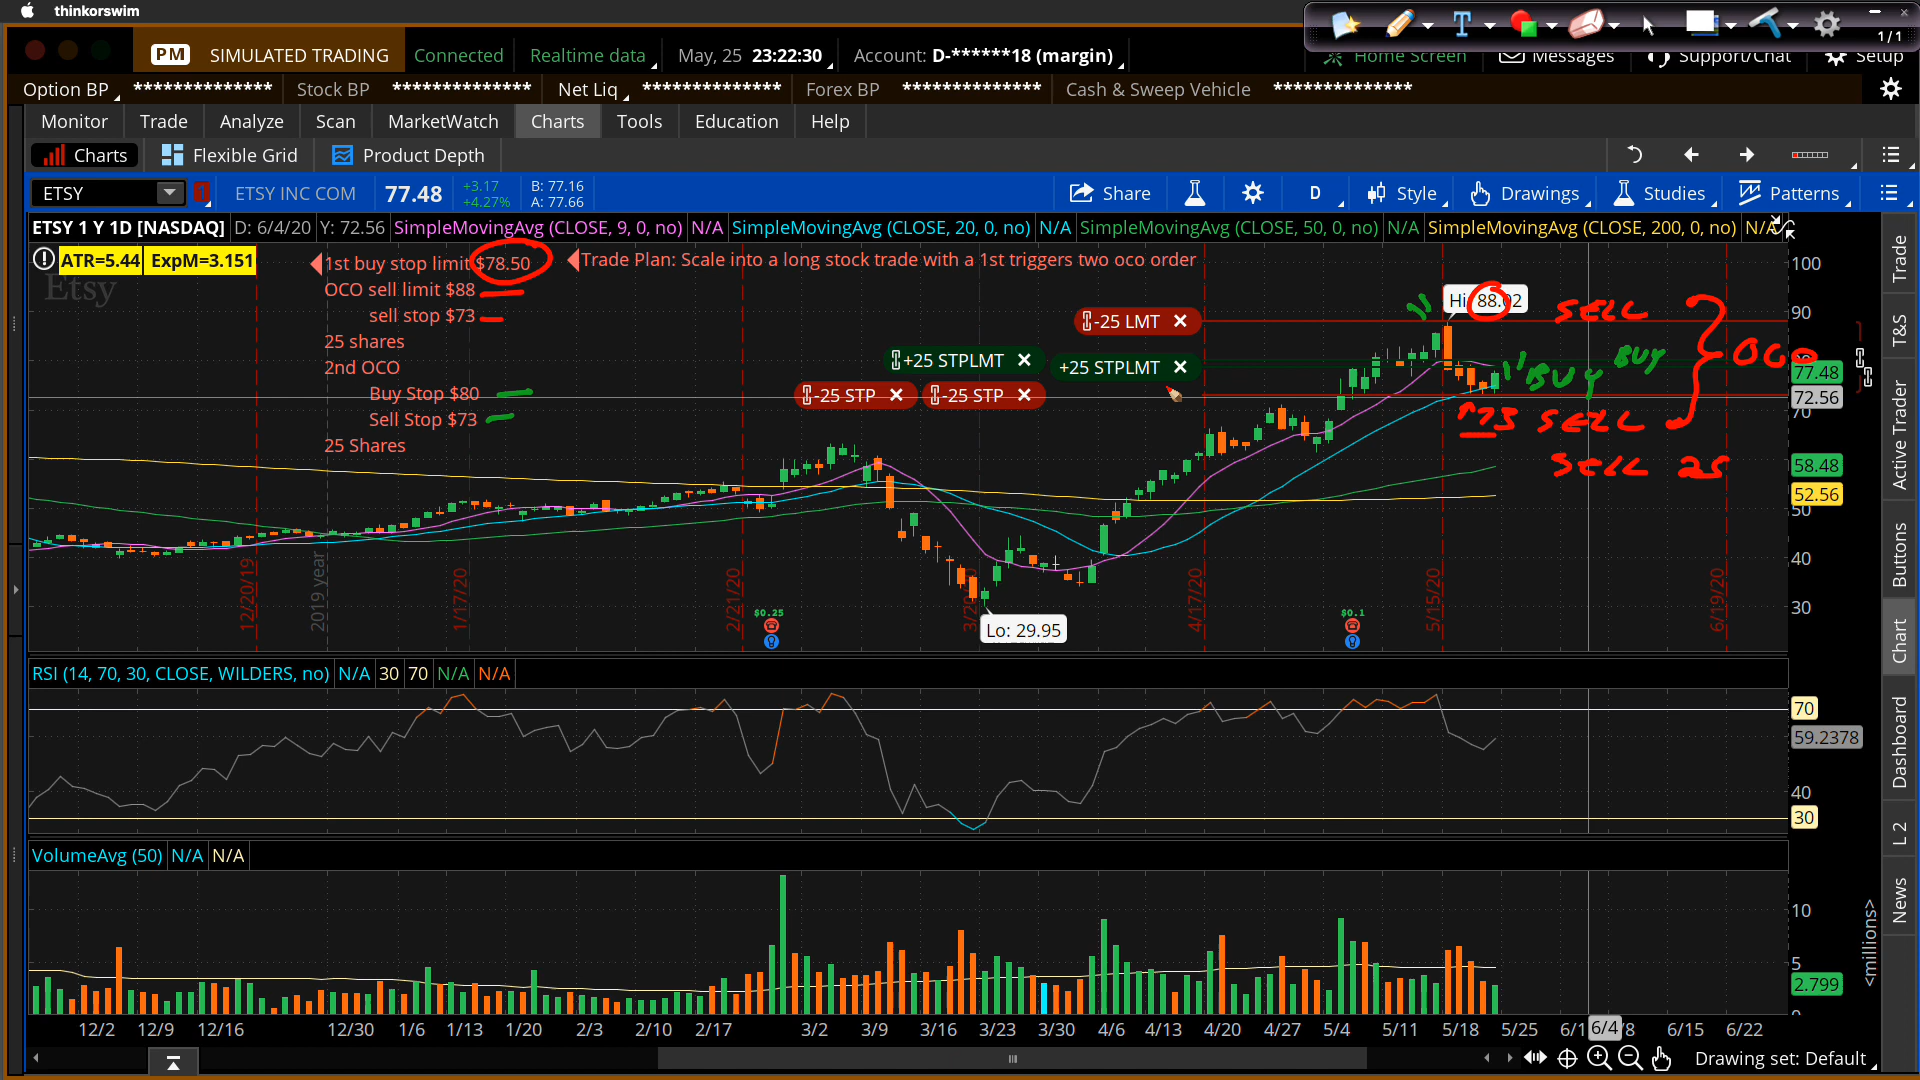 thinkorswim
1/1
PM SIMULATED TRADING Connected Realtime data May, 25 23:22:30 Account: D-******18 (margin) Home Screen Messages Support/Chat Setup
Option BP ************** Stock BP ************** Net Liq ************** Forex BP ************** Cash & Sweep Vehicle **************
Monitor Trade Analyze Scan MarketWatch Charts Tools Education Help
Charts Flexible Grid Product Depth
ETSY 1 ETSY INC COM 77.48 +3.17 +4.27% B: 77.16 A: 77.66 Share D Style Drawings Studies Patterns
ETSY 1 Y 1D [NASDAQ] D: 6/4/20 Y: 72.56 SimpleMovingAvg (CLOSE, 9, 0, no) N/A SimpleMovingAvg (CLOSE, 20, 0, no) N/A SimpleMovingAvg (CLOSE, 50, 0, no) N/A SimpleMovingAvg (CLOSE, 200, 0, no) N/A
ATR=5.44 ExpM=3.151
Etsy
1st buy stop limit $78.50
OCO sell limit $88
sell stop $73
25 shares
2nd OCO
Buy Stop $80
Sell Stop $73
25 Shares
Trade Plan: Scale into a long stock trade with a 1st triggers two oco order
Hi: 88.02
-25 LMT
+25 STPLMT
+25 STPLMT
-25 STP
-25 STP
SELL
BUY
BUY
OCO
73 SELL
SELL 25
100
90
77.48
72.56
70
58.48
52.56
50
40
30
12/20/19
2019 year
1/17/20
2/21/20
4/17/20
5/15/20
6/19/20
$0.25
$0.1
Lo: 29.95
RSI (14, 70, 30, CLOSE, WILDERS, no) N/A 30 70 N/A N/A
70
59.2378
40
30
VolumeAvg (50) N/A N/A
10
5
2.799
<millions>
12/2 12/9 12/16 12/30 1/6 1/13 1/20 2/3 2/10 2/17 3/2 3/9 3/16 3/23 3/30 4/6 4/13 4/20 4/27 5/4 5/11 5/18 5/25 6/4 6/15 6/22
Drawing set: Default
Trade
T&S
Active Trader
Buttons
Chart
Dashboard
L 2
News